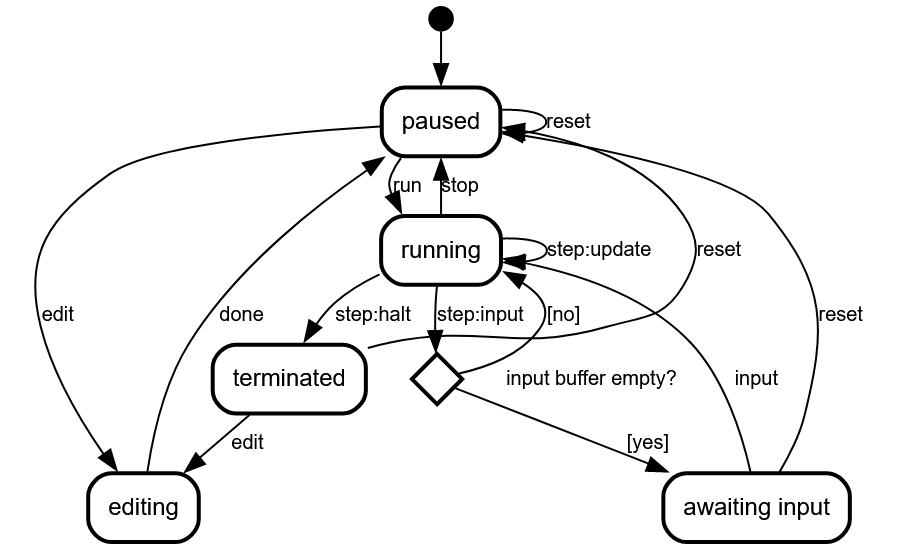 paused
reset
run
stop
running
step:update
reset
edit
done
step:halt
step:input
[no]
reset
terminated
input buffer empty?
input
edit
[yes]
editing
awaiting input